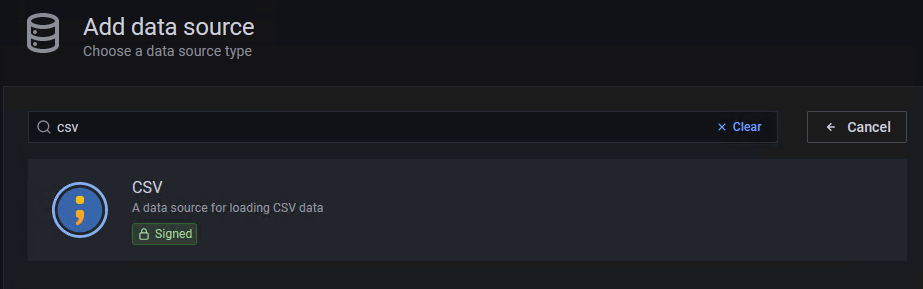 Add data source
Choose a data source type
csv
Clear
Cancel
CSV
A data source for loading CSV data
Signed